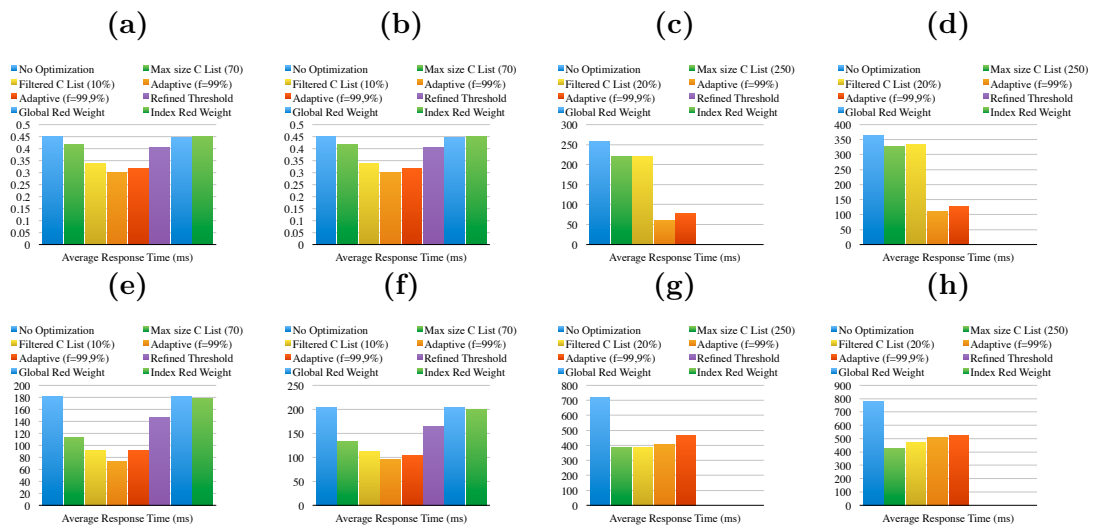 (a) (b) (c) (d)
No Optimization Max size C List (70) No Optimization Max size C List (70) No Optimization Max size C List (250) No Optimization Max size C List (250)
Filtered C List (10%) Adaptive (f=99%) Filtered C List (10%) Adaptive (f=99%) Filtered C List (20%) Adaptive (f=99%) Filtered C List (20%) Adaptive (f=99%)
Adaptive (f=99,9%) Refined Threshold Adaptive (f=99,9%) Refined Threshold Adaptive (f=99,9%) Refined Threshold Adaptive (f=99,9%) Refined Threshold
Global Red Weight Index Red Weight Global Red Weight Index Red Weight Global Red Weight Index Red Weight Global Red Weight Index Red Weight
0.5 0.5 300 400
0.45 0.45 250 350
0.4 0.4 200 300
0.35 0.35 150 250
0.3 0.3 100 200
0.25 0.25 50 150
0.2 0.2 0 100
0.15 0.15 50
0.1 0.1 0
0.05 0.05
0 0
Average Response Time (ms) Average Response Time (ms) Average Response Time (ms) Average Response Time (ms)
(e) (f) (g) (h)
No Optimization Max size C List (70) No Optimization Max size C List (70) No Optimization Max size C List (250) No Optimization Max size C List (250)
Filtered C List (10%) Adaptive (f=99%) Filtered C List (10%) Adaptive (f=99%) Filtered C List (20%) Adaptive (f=99%) Filtered C List (20%) Adaptive (f=99%)
Adaptive (f=99,9%) Refined Threshold Adaptive (f=99,9%) Refined Threshold Adaptive (f=99,9%) Refined Threshold Adaptive (f=99,9%) Refined Threshold
Global Red Weight Index Red Weight Global Red Weight Index Red Weight Global Red Weight Index Red Weight Global Red Weight Index Red Weight
200 250 800 900
180 200 700 800
160 150 600 700
140 100 500 600
120 50 400 500
100 0 300 400
80 200 300
60 100 200
40 0 100
20 0
0
Average Response Time (ms) Average Response Time (ms) Average Response Time (ms) Average Response Time (ms)